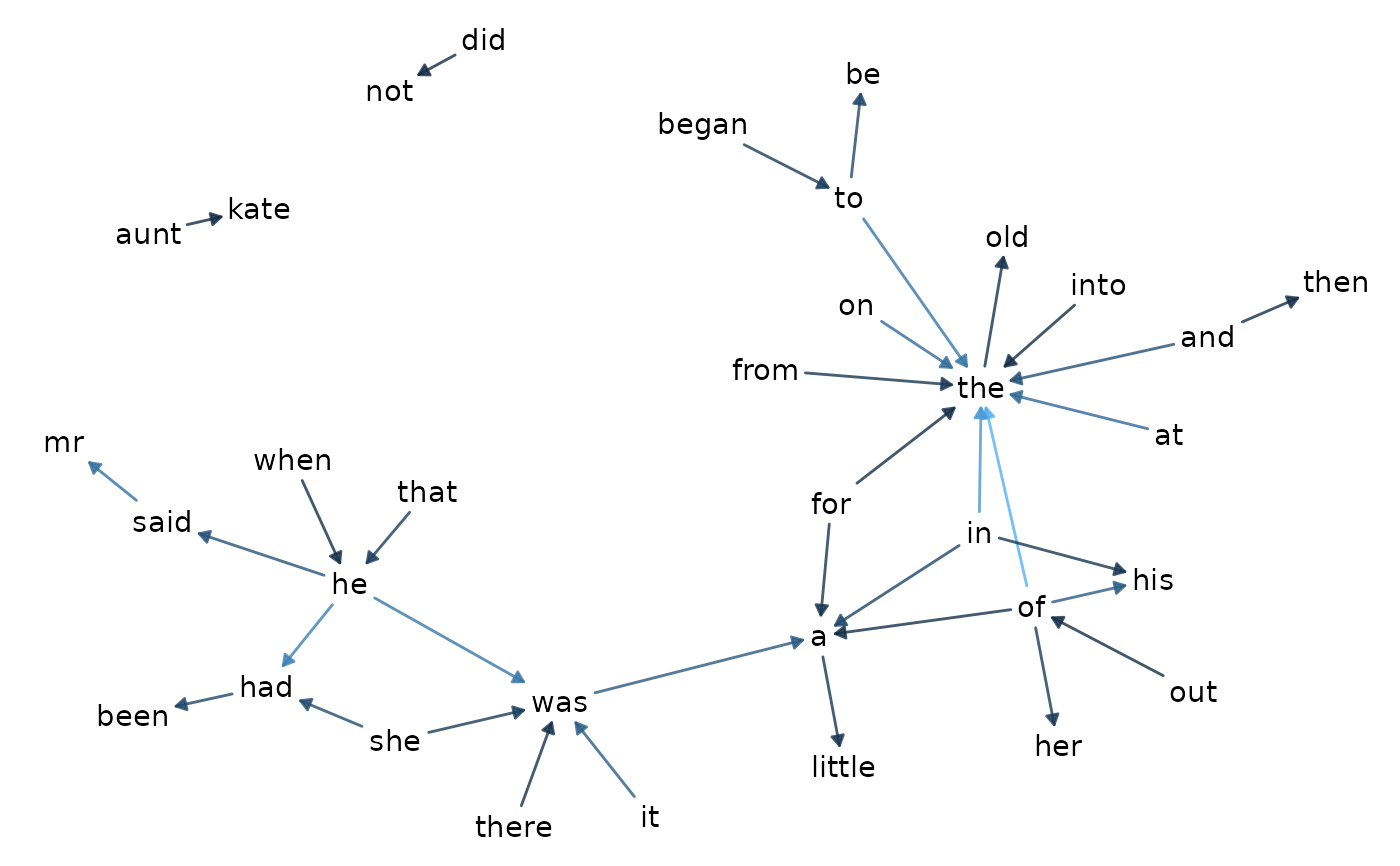 did
be
not
began
to
kate
aunt
old
into
then
on
and
from
the
at
mr
when
that
for
said
in
he
his
of
a
had
out
was
been
she
her
little
it
there